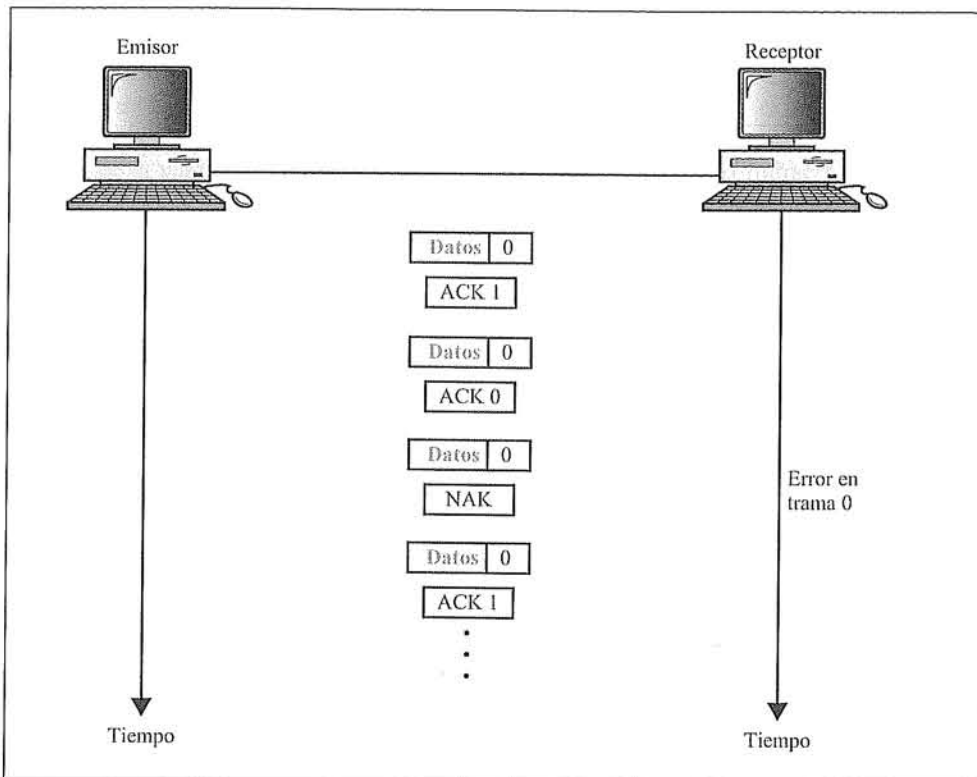 Emisor
Receptor
Datos 0
ACK 1
Datos 0
ACK 0
Datos 0
NAK
Error en
trama 0
Datos 0
ACK 1
Tiempo
Tiempo